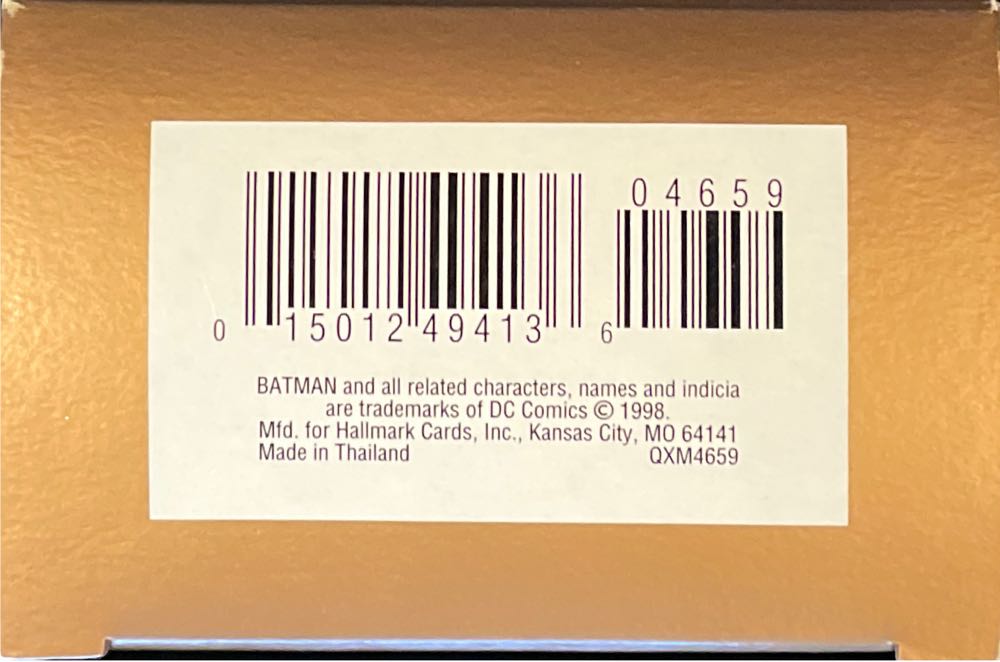 04659
0 15012 49413 6
BATMAN and all related characters, names and indicia
are trademarks of DC Comics © 1998.
Mfd. for Hallmark Cards, Inc., Kansas City, MO 64141
Made in Thailand QXM4659